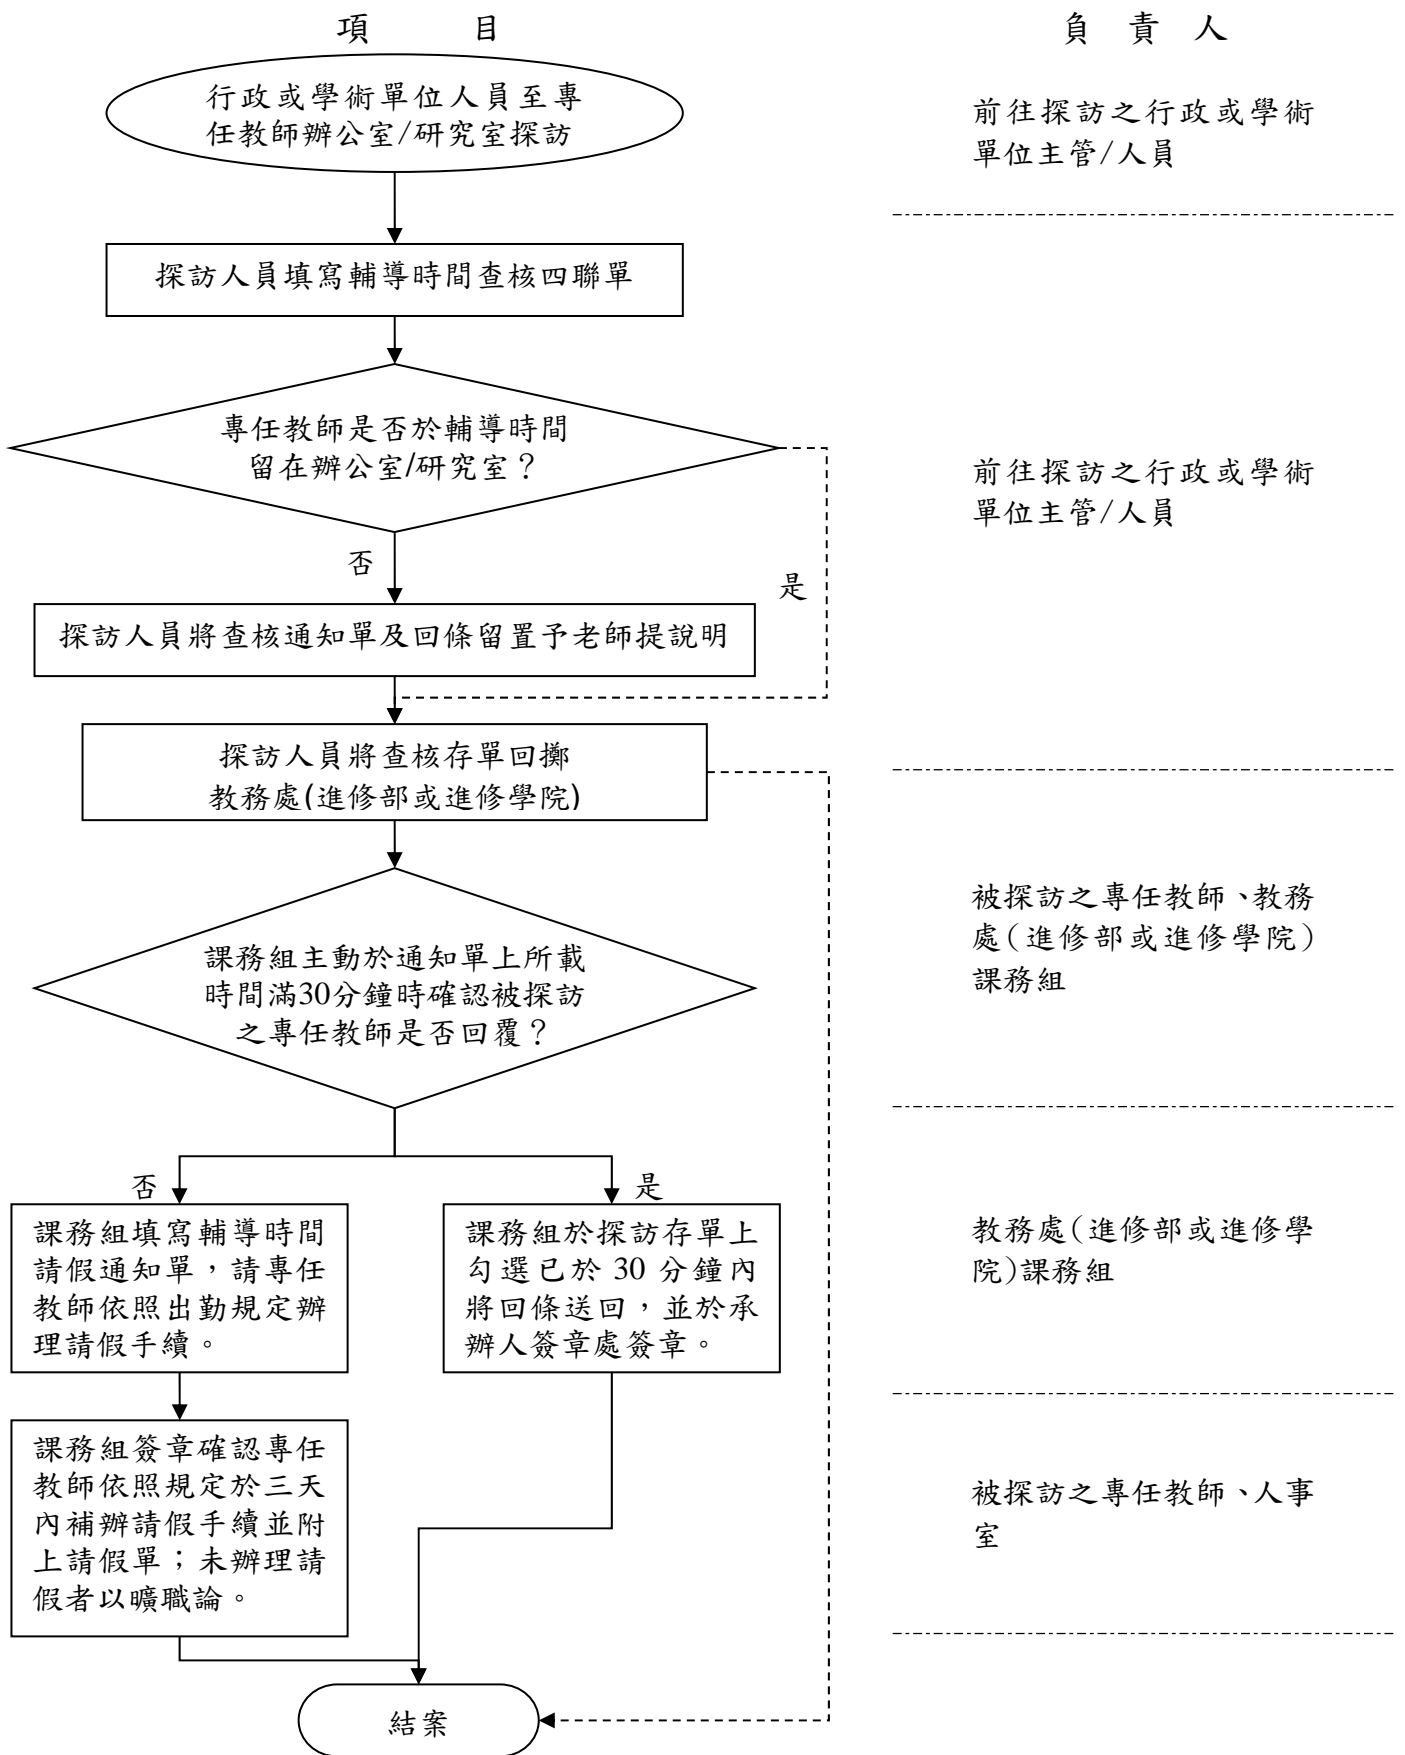 項 目
負 責 人
行政或學術單位人員至專
任教師辦公室/研究室探訪
前往探訪之行政或學術
單位主管/人員
探訪人員填寫輔導時間查核四聯單
專任教師是否於輔導時間
留在辦公室/研究室？
前往探訪之行政或學術
單位主管/人員
否
是
探訪人員將查核通知單及回條留置予老師提說明
探訪人員將查核存單回擲
教務處(進修部或進修學院)
課務組主動於通知單上所載
時間滿30分鐘時確認被探訪
之專任教師是否回覆？
被探訪之專任教師、教務
處(進修部或進修學院)
課務組
否
是
課務組填寫輔導時間
請假通知單，請專任
教師依照出勤規定辦
理請假手續。
課務組於探訪存單上
勾選已於 30 分鐘內
將回條送回，並於承
辦人簽章處簽章。
教務處(進修部或進修學
院)課務組
課務組簽章確認專任
教師依照規定於三天
內補辦請假手續並附
上請假單；未辦理請
假者以曠職論。
被探訪之專任教師、人事
室
結案